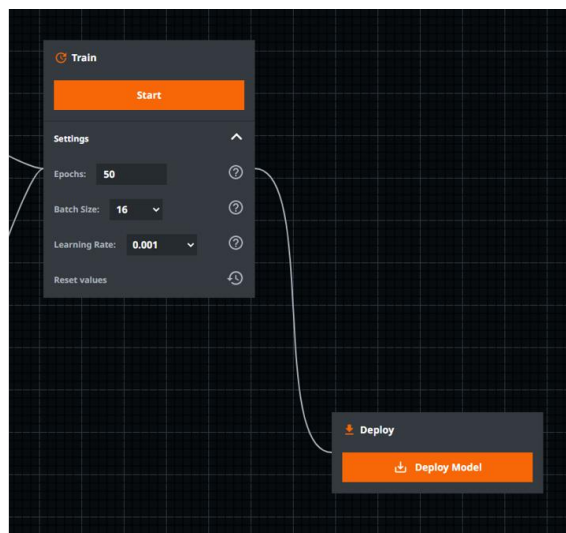 Train
Start
Settings
Epochs: 50
Batch Size: 16
Learning Rate: 0.001
Reset values
Deploy
Deploy Model